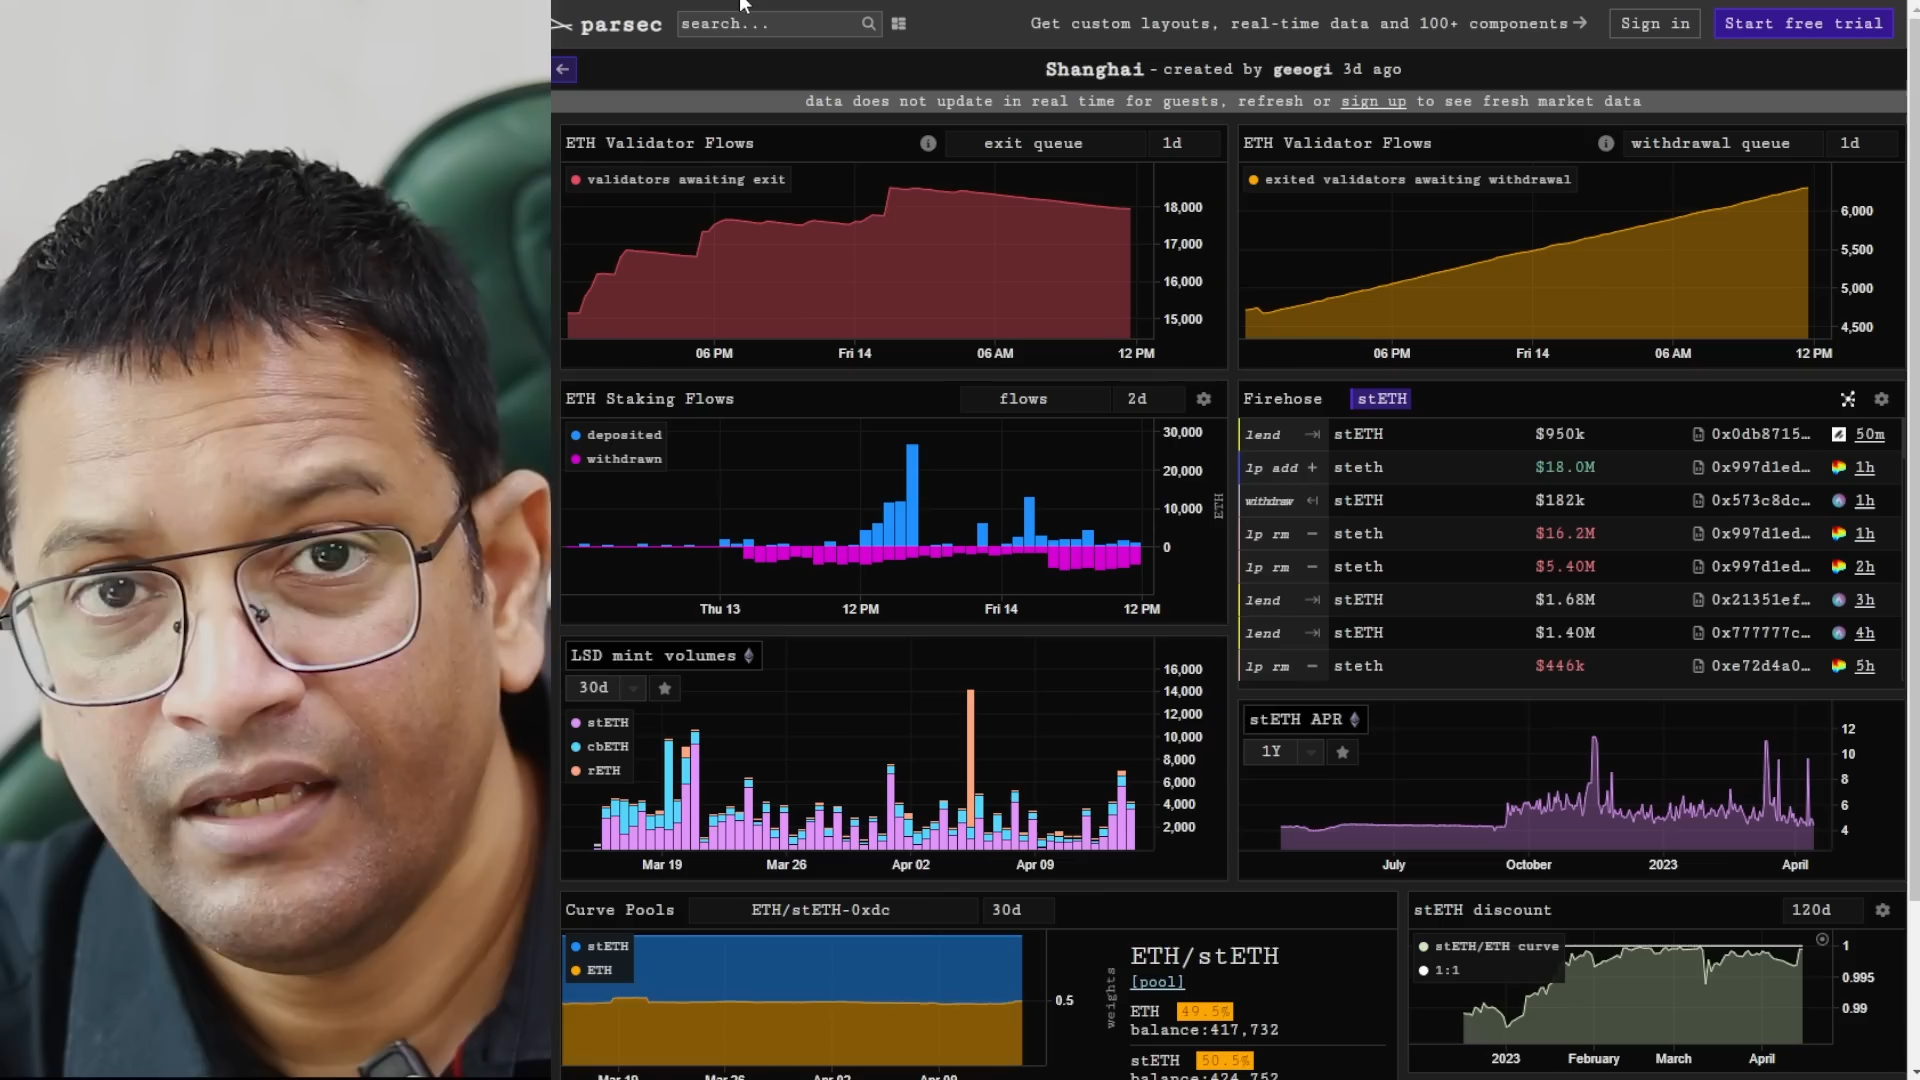 parsec
search...
Get custom layouts, real-time data and 100+ components
Sign in
Start free trial
Shanghai - created by geeogi 3d ago
data does not update in real time for guests, refresh or sign up to see fresh market data
ETH Validator Flows
exit queue
1d
validators awaiting exit
18,000
17,000
16,000
15,000
06 PM
Fri 14
06 AM
12 PM
ETH Validator Flows
withdrawal queue
1d
exited validators awaiting withdrawal
6,000
5,500
5,000
4,500
06 PM
Fri 14
06 AM
12 PM
ETH Staking Flows
flows
2d
deposited
withdrawn
30,000
20,000
10,000
0
ETH
Thu 13
12 PM
Fri 14
12 PM
Firehose
stETH
lend stETH $950k 0x0db8715… 50m
lp add + steth $18.0M 0x997d1ed… 1h
withdraw stETH $182k 0x573c8dc… 1h
lp rm − steth $16.2M 0x997d1ed… 1h
lp rm − steth $5.40M 0x997d1ed… 2h
lend stETH $1.68M 0x21351ef… 3h
lend stETH $1.40M 0x777777c… 4h
lp rm − steth $446k 0xe72d4a0… 5h
LSD mint volumes
30d
stETH
cbETH
rETH
16,000
14,000
12,000
10,000
8,000
6,000
4,000
2,000
Mar 19
Mar 26
Apr 02
Apr 09
stETH APR
1Y
12
10
8
6
4
July
October
2023
April
Curve Pools
ETH/stETH-0xdc
30d
stETH
ETH
0.5
weights
Mar 19
Mar 26
Apr 02
Apr 09
ETH/stETH
[pool]
ETH 49.5%
balance:417,732
stETH 50.5%
balance:424,752
stETH discount
120d
stETH/ETH curve
1:1
1
0.995
0.99
2023
February
March
April